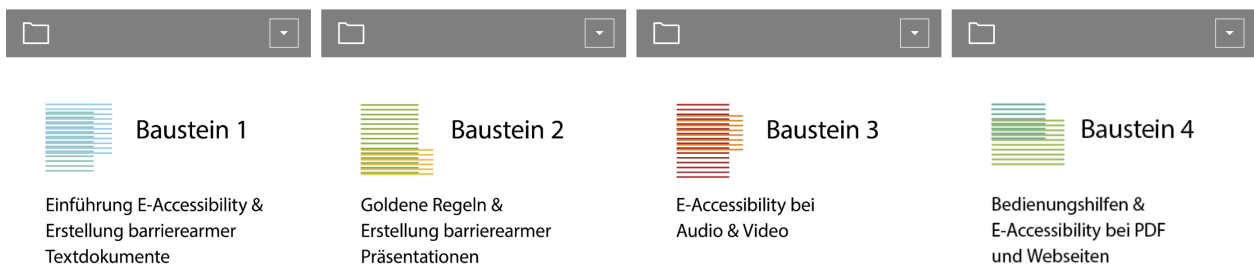 Baustein 1
Einführung E-Accessibility &
Erstellung barrierearmer
Textdokumente
Baustein 2
Goldene Regeln &
Erstellung barrierearmer
Präsentationen
Baustein 3
E-Accessibility bei
Audio & Video
Baustein 4
Bedienungshilfen &
E-Accessibility bei PDF
und Webseiten